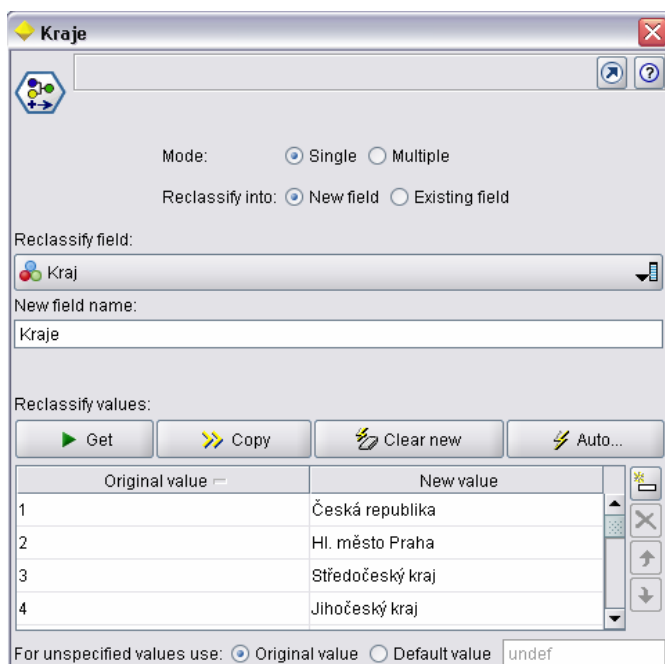 Kraje
Mode: Single Multiple
Reclassify into: New field Existing field
Reclassify field:
Kraj
New field name:
Kraje
Reclassify values:
Get Copy Clear new Auto...
Original value New value
1 Česká republika
2 Hl. město Praha
3 Středočeský kraj
4 Jihočeský kraj
For unspecified values use: Original value Default value undef